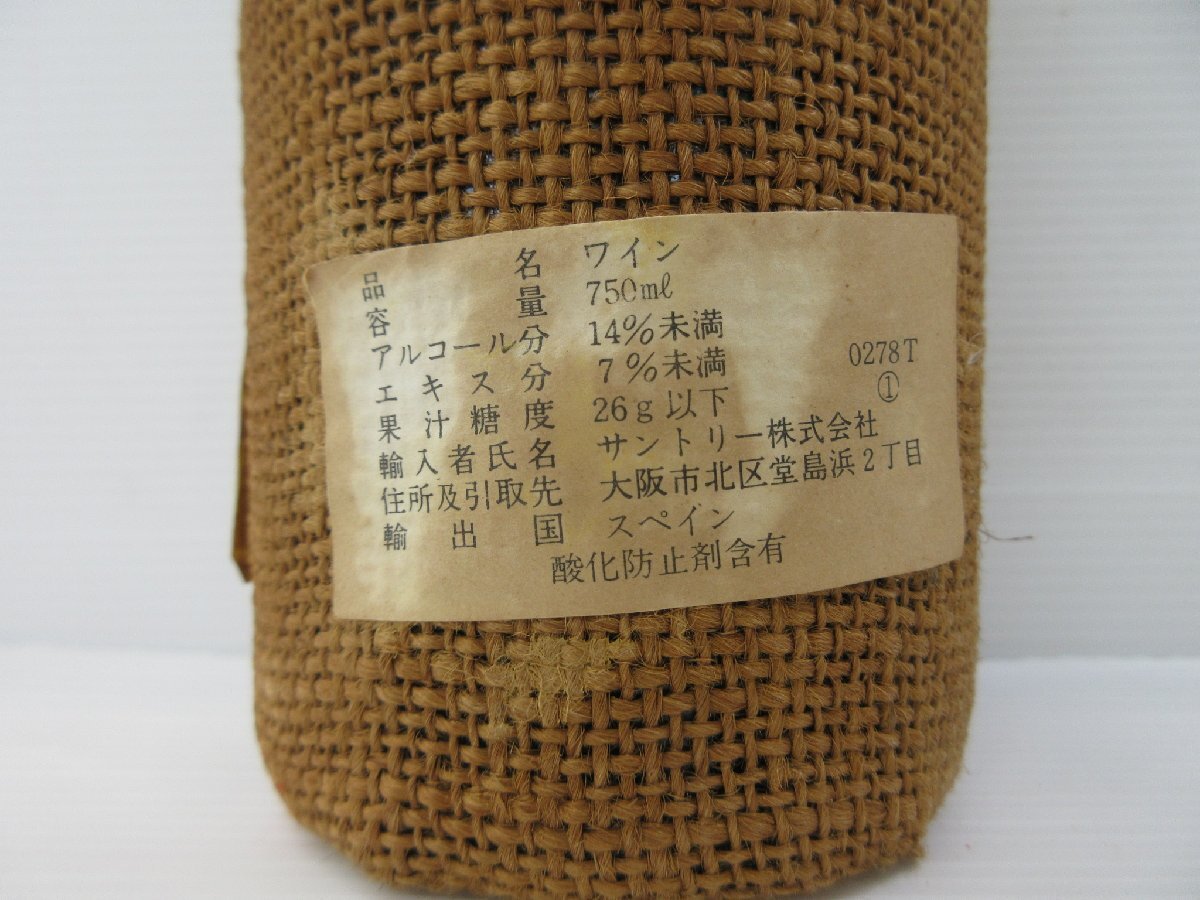 品名 ワイン
容量 750mℓ
アルコール分 14%未満
エキス分 7%未満 0278T
果汁糖度 26g以下 ①
輸入者氏名 サントリー株式会社
住所及引取先 大阪市北区堂島浜2丁目
輸出国 スペイン
酸化防止剤含有